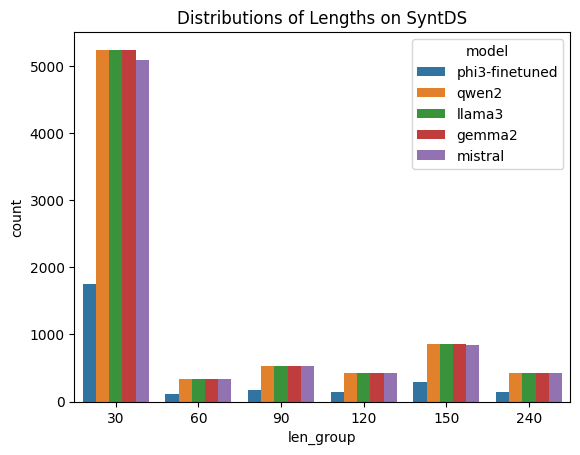 Distributions of Lengths on SyntDS
model
phi3-finetuned
qwen2
llama3
gemma2
mistral
count
5000
4000
3000
2000
1000
0
30 60 90 120 150 240
len_group